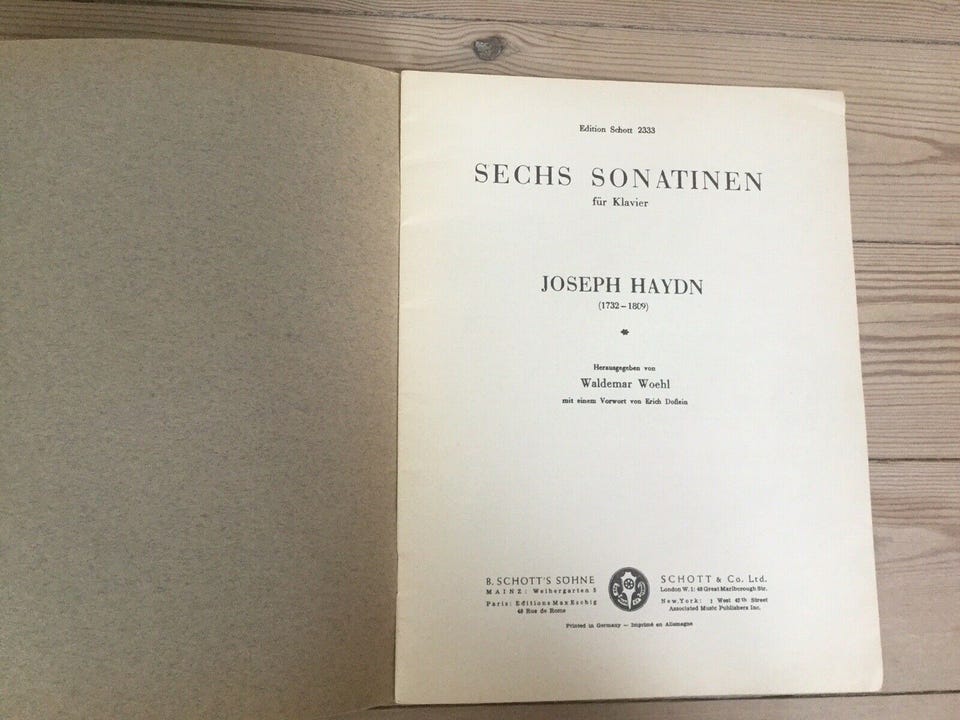 Edition Schott 2333
SECHS SONATINEN
für Klavier
JOSEPH HAYDN
(1732 – 1809)
*
Herausgegeben von
Waldemar Woehl
mit einem Vorwort von Erich Doflein
B. SCHOTT'S SÖHNE
MAINZ: Weihergarten 5
Paris: Editions Max Eschig
48 Rue de Rome
SCHOTT & Co. Ltd.
London W. 1: 48 Great Marlborough Str.
New York: 1 West 47th Street
Associated Music Publishers Inc.
Printed in Germany – Imprimé en Allemagne